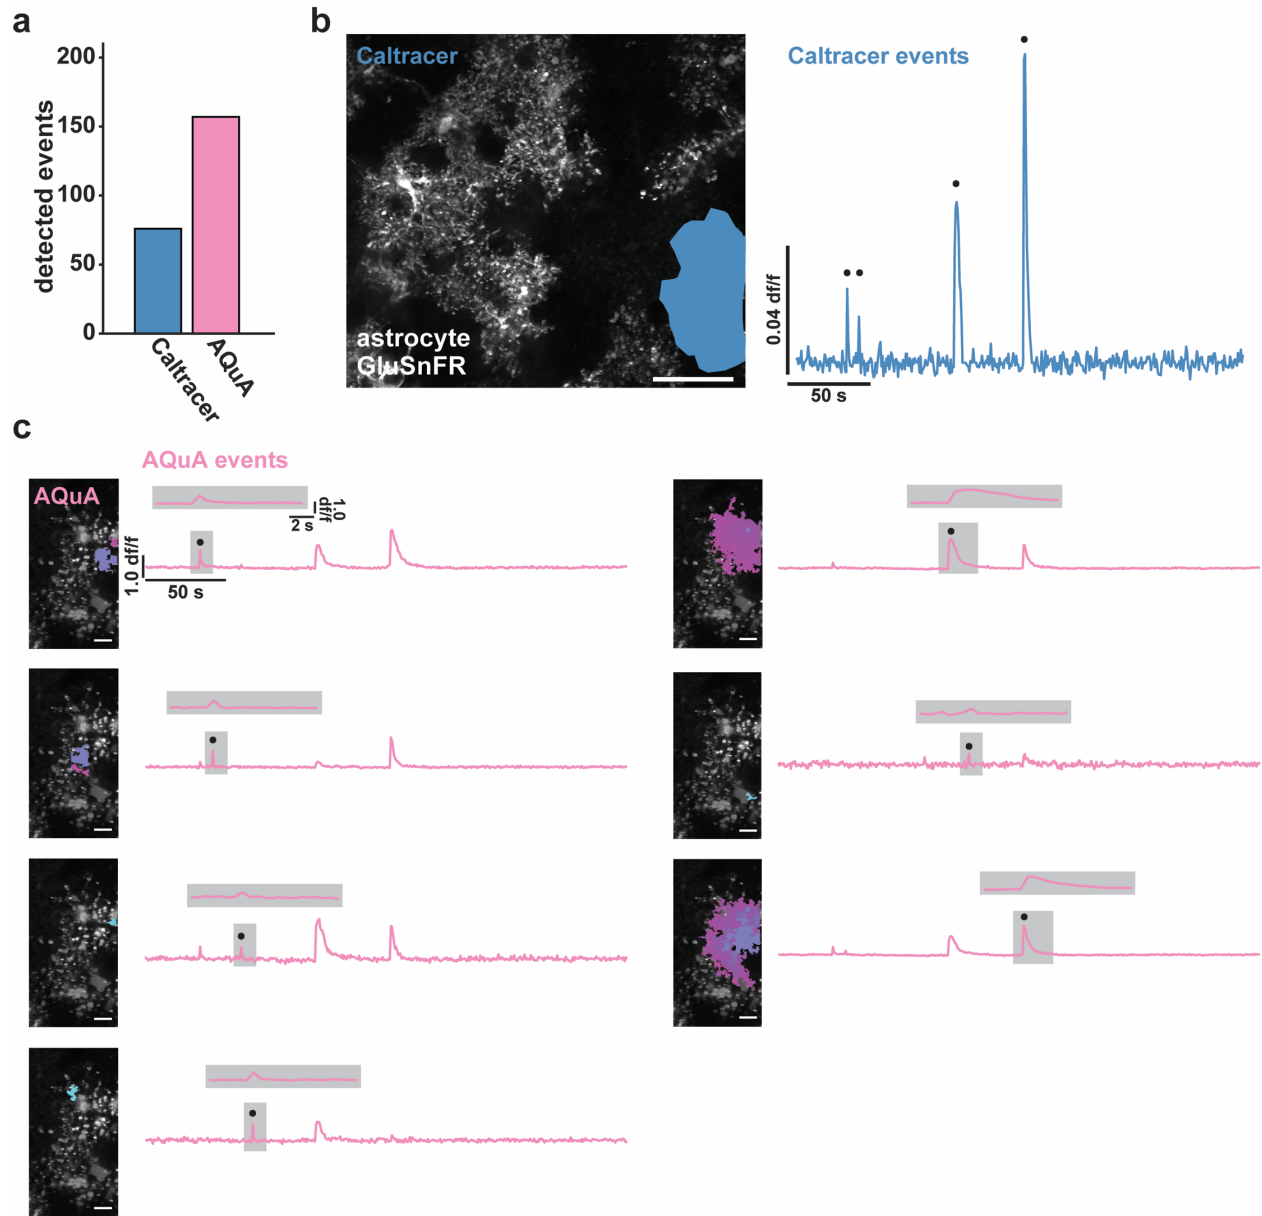 a
detected events
200
150
100
50
0
Caltracer
AQuA
b
Caltracer
astrocyte
GluSnFR
Caltracer events
0.04 df/f
50 s
c
AQuA events
AQuA
1.0 df/f
50 s
2 s
1.0
df/f